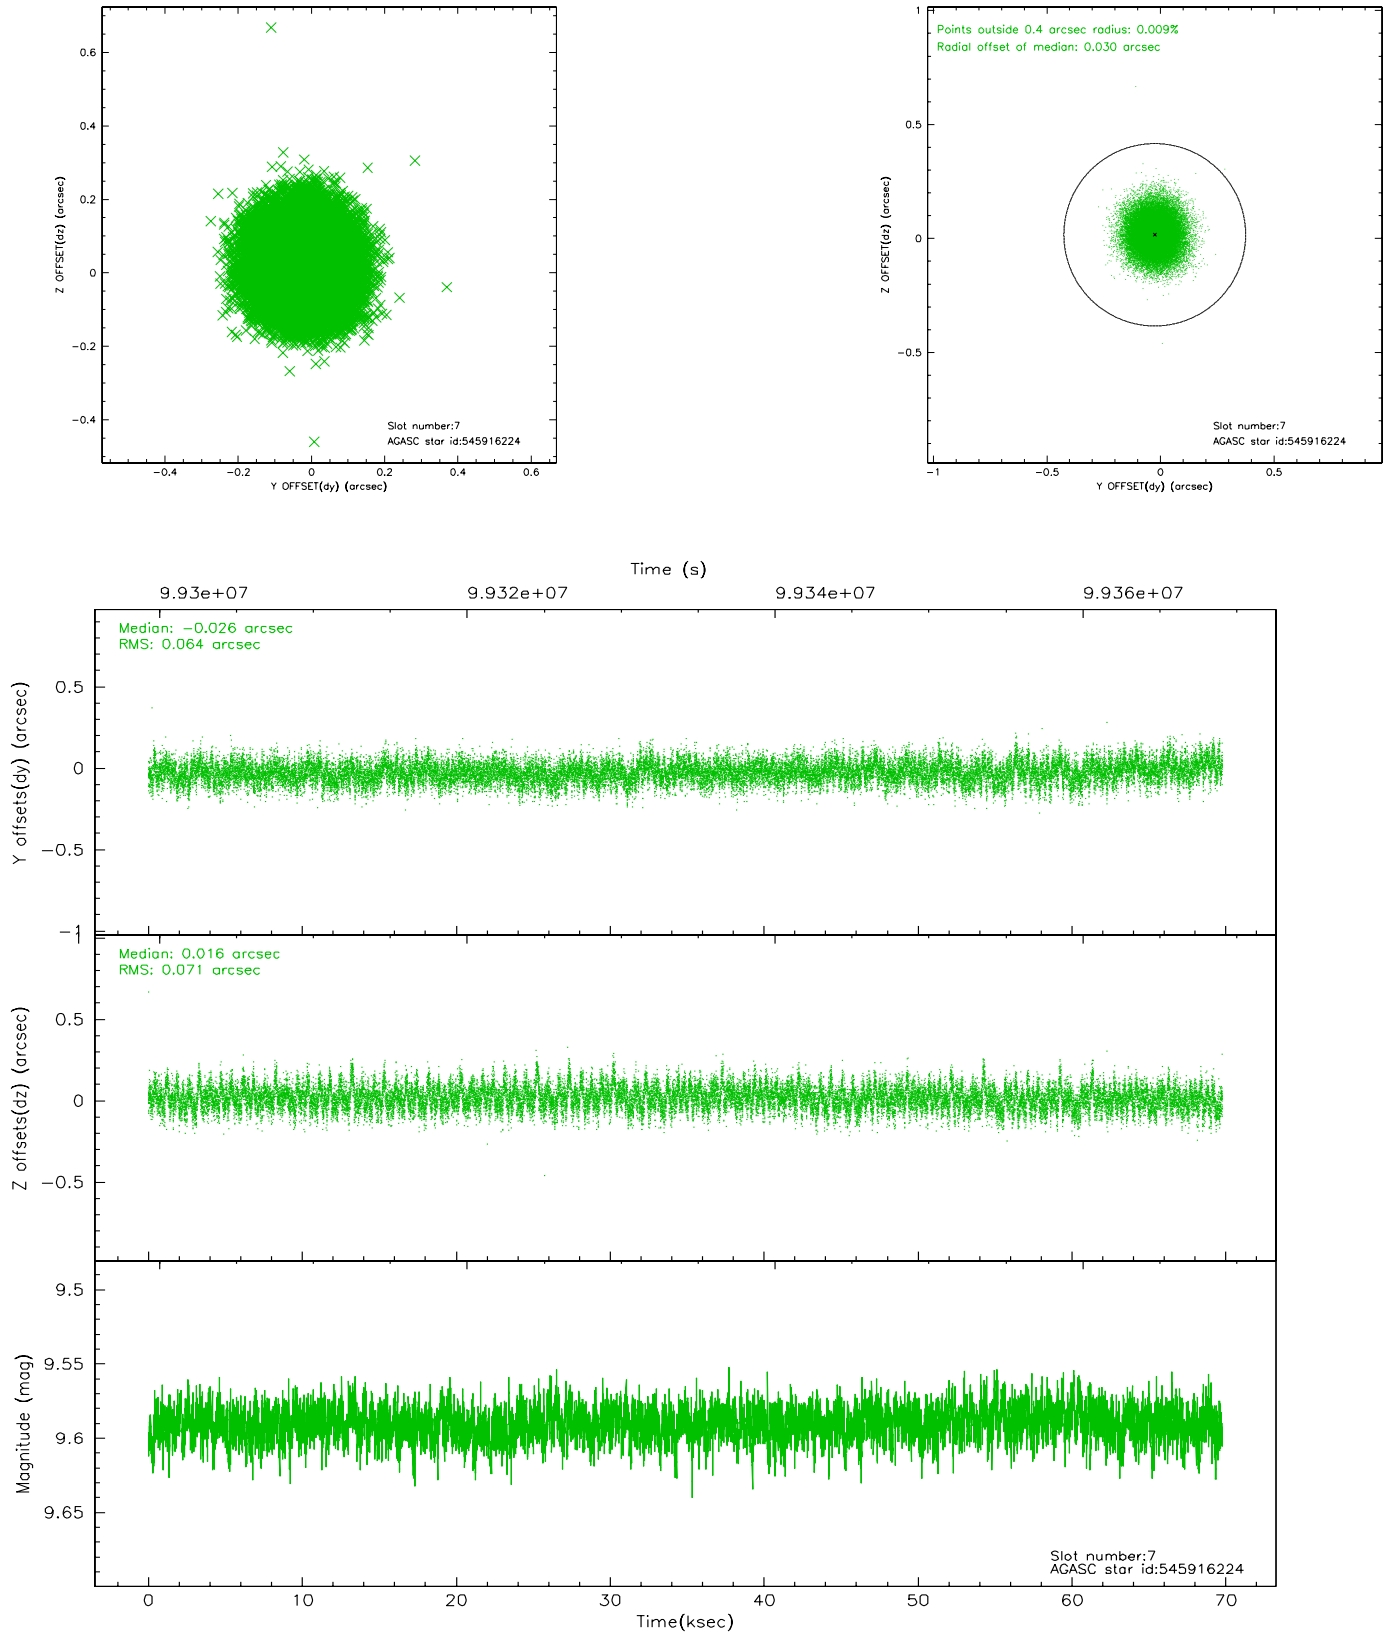 0.6
0.4
0.2
0
−0.2
−0.4
Z OFFSET(dz) (arcsec)
Slot number:7
AGASC star id:545916224
−0.4 −0.2 0 0.2 0.4 0.6
Y OFFSET(dy) (arcsec)
Points outside 0.4 arcsec radius: 0.009%
Radial offset of median: 0.030 arcsec
1
0.5
0
−0.5
Z OFFSET(dz) (arcsec)
Slot number:7
AGASC star id:545916224
−1 −0.5 0 0.5
Y OFFSET(dy) (arcsec)
Time (s)
9.93e+07 9.932e+07 9.934e+07 9.936e+07
Median: −0.026 arcsec
RMS: 0.064 arcsec
0.5
0
−0.5
−1
Y offsets(dy) (arcsec)
Median: 0.016 arcsec
RMS: 0.071 arcsec
1
0.5
0
−0.5
Z offsets(dz) (arcsec)
9.5
9.55
9.6
9.65
Magnitude (mag)
Slot number:7
AGASC star id:545916224
0 10 20 30 40 50 60 70
Time(ksec)